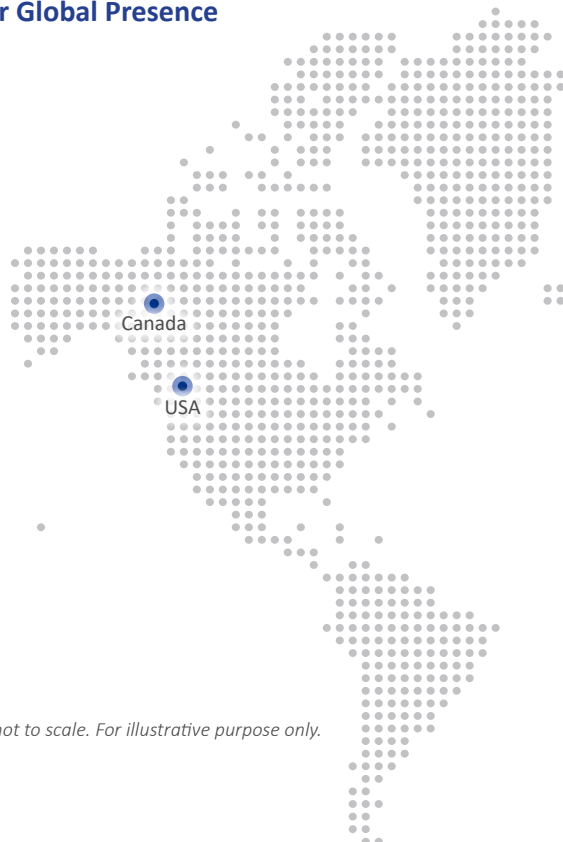 r Global Presence
Canada
USA
not to scale. For illustrative purpose only.